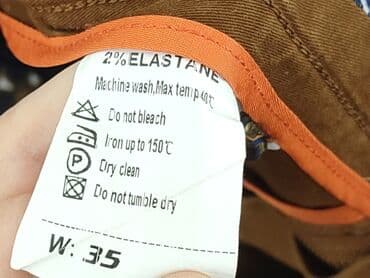 2% ELASTANE
Machine wash,Max temp 40℃
Do not bleach
Iron up to 150℃
P Dry clean
Do not tumble dry
W: 35